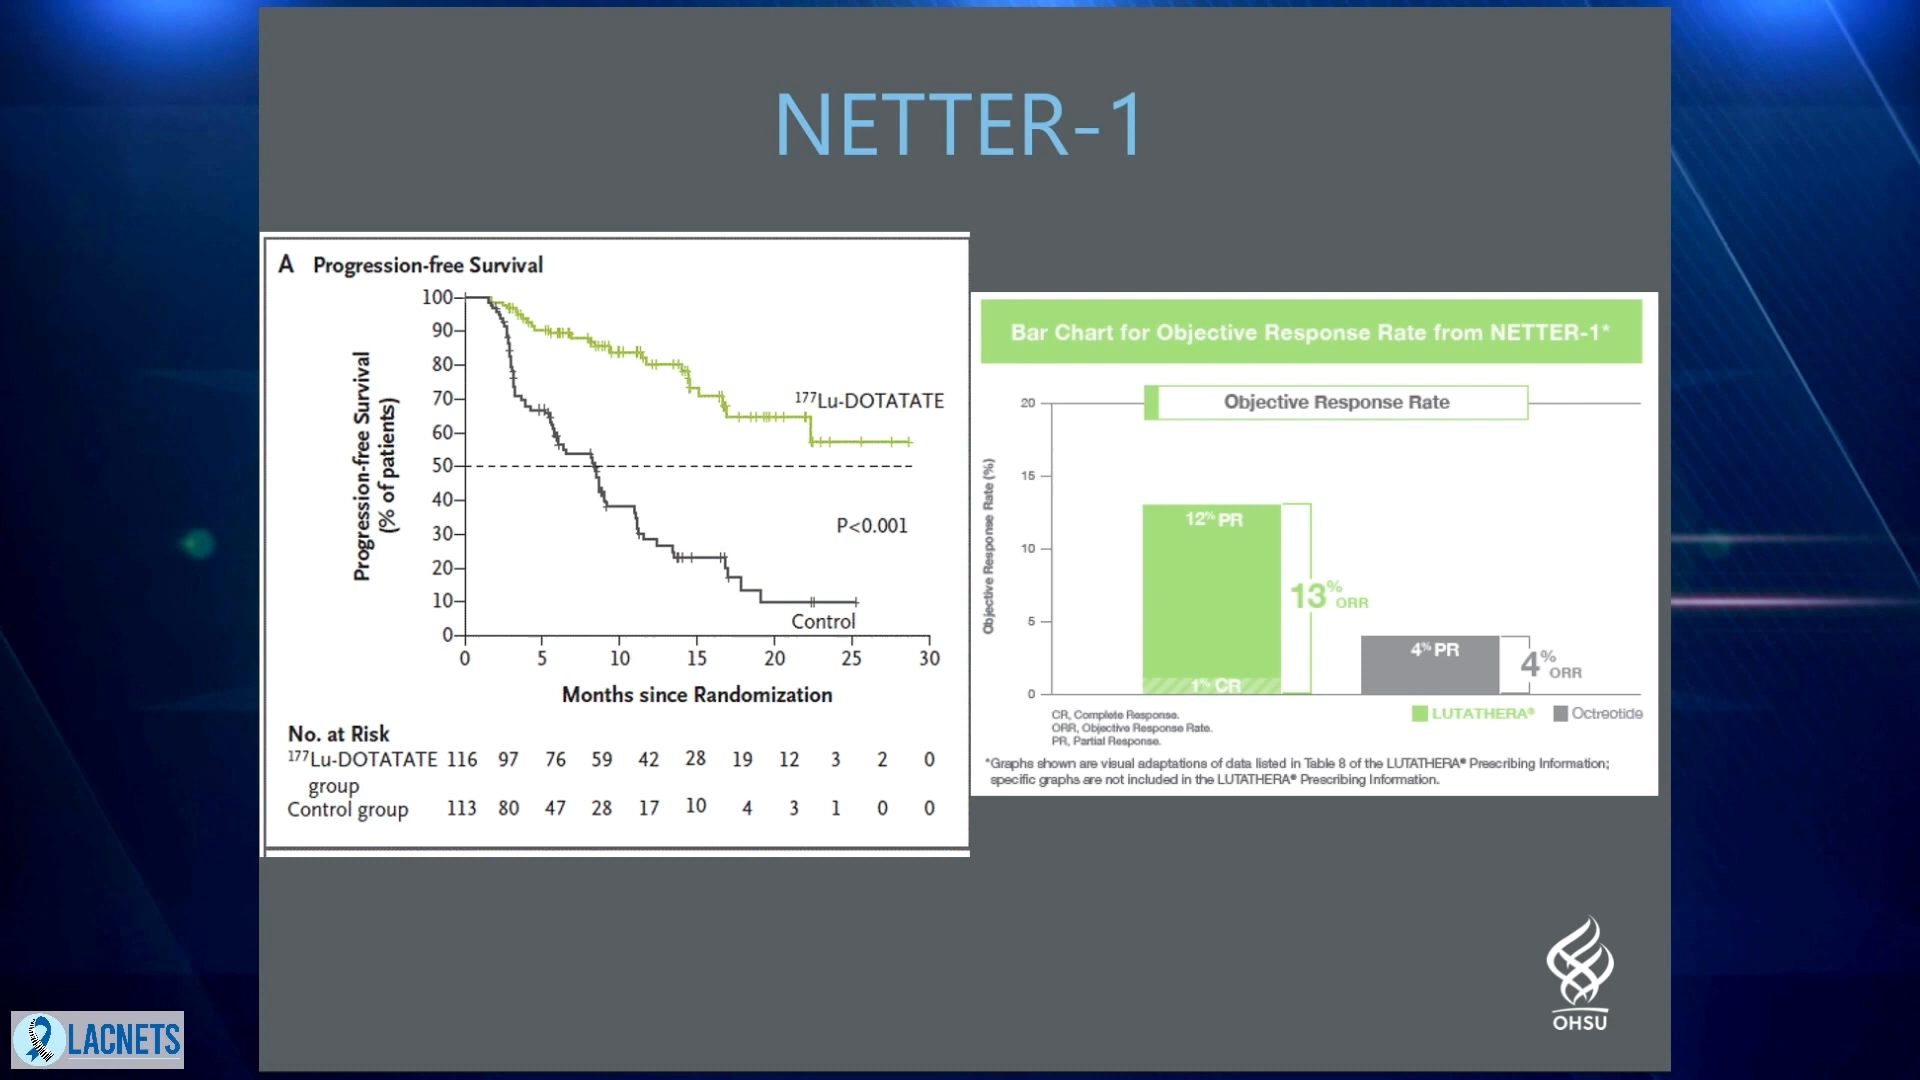 NETTER-1
A Progression-free Survival
Progression-free Survival
(% of patients)
100
90
80
70
60
50
40
30
20
10
0
177Lu-DOTATATE
P<0.001
Control
0 5 10 15 20 25 30
Months since Randomization
No. at Risk
177Lu-DOTATATE 116 97 76 59 42 28 19 12 3 2 0
group
Control group 113 80 47 28 17 10 4 3 1 0 0
Bar Chart for Objective Response Rate from NETTER-1*
Objective Response Rate
Objective Response Rate (%)
20
15
10
5
0
12% PR
13% ORR
1% CR
4% PR
4% ORR
LUTATHERA® Octreotide
CR, Complete Response.
ORR, Objective Response Rate.
PR, Partial Response.
*Graphs shown are visual adaptations of data listed in Table 8 of the LUTATHERA® Prescribing Information;
specific graphs are not included in the LUTATHERA® Prescribing Information.
OHSU
LACNETS